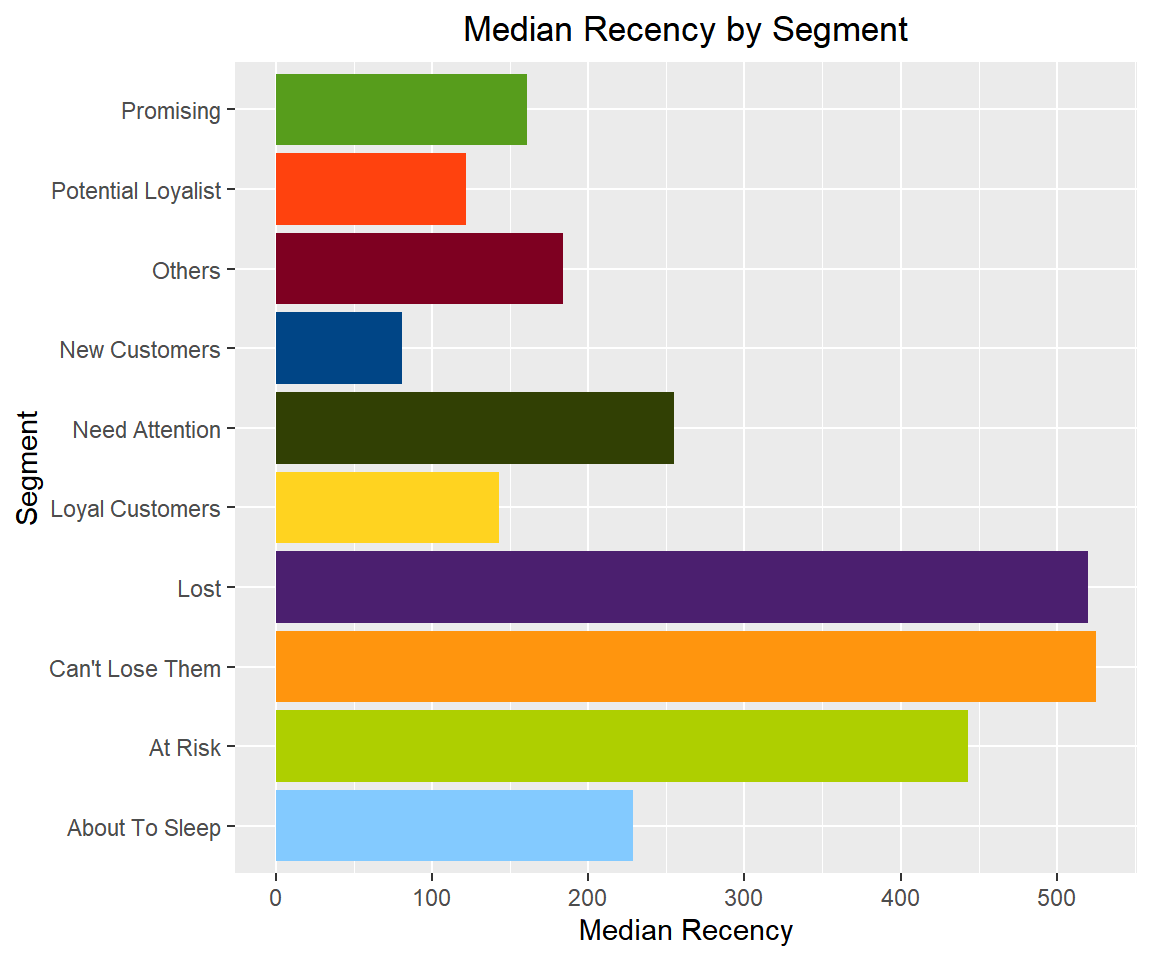 Median Recency by Segment
Promising
Potential Loyalist
Others
New Customers
Need Attention
Loyal Customers
Lost
Can't Lose Them
At Risk
About To Sleep
Segment
0 100 200 300 400 500
Median Recency